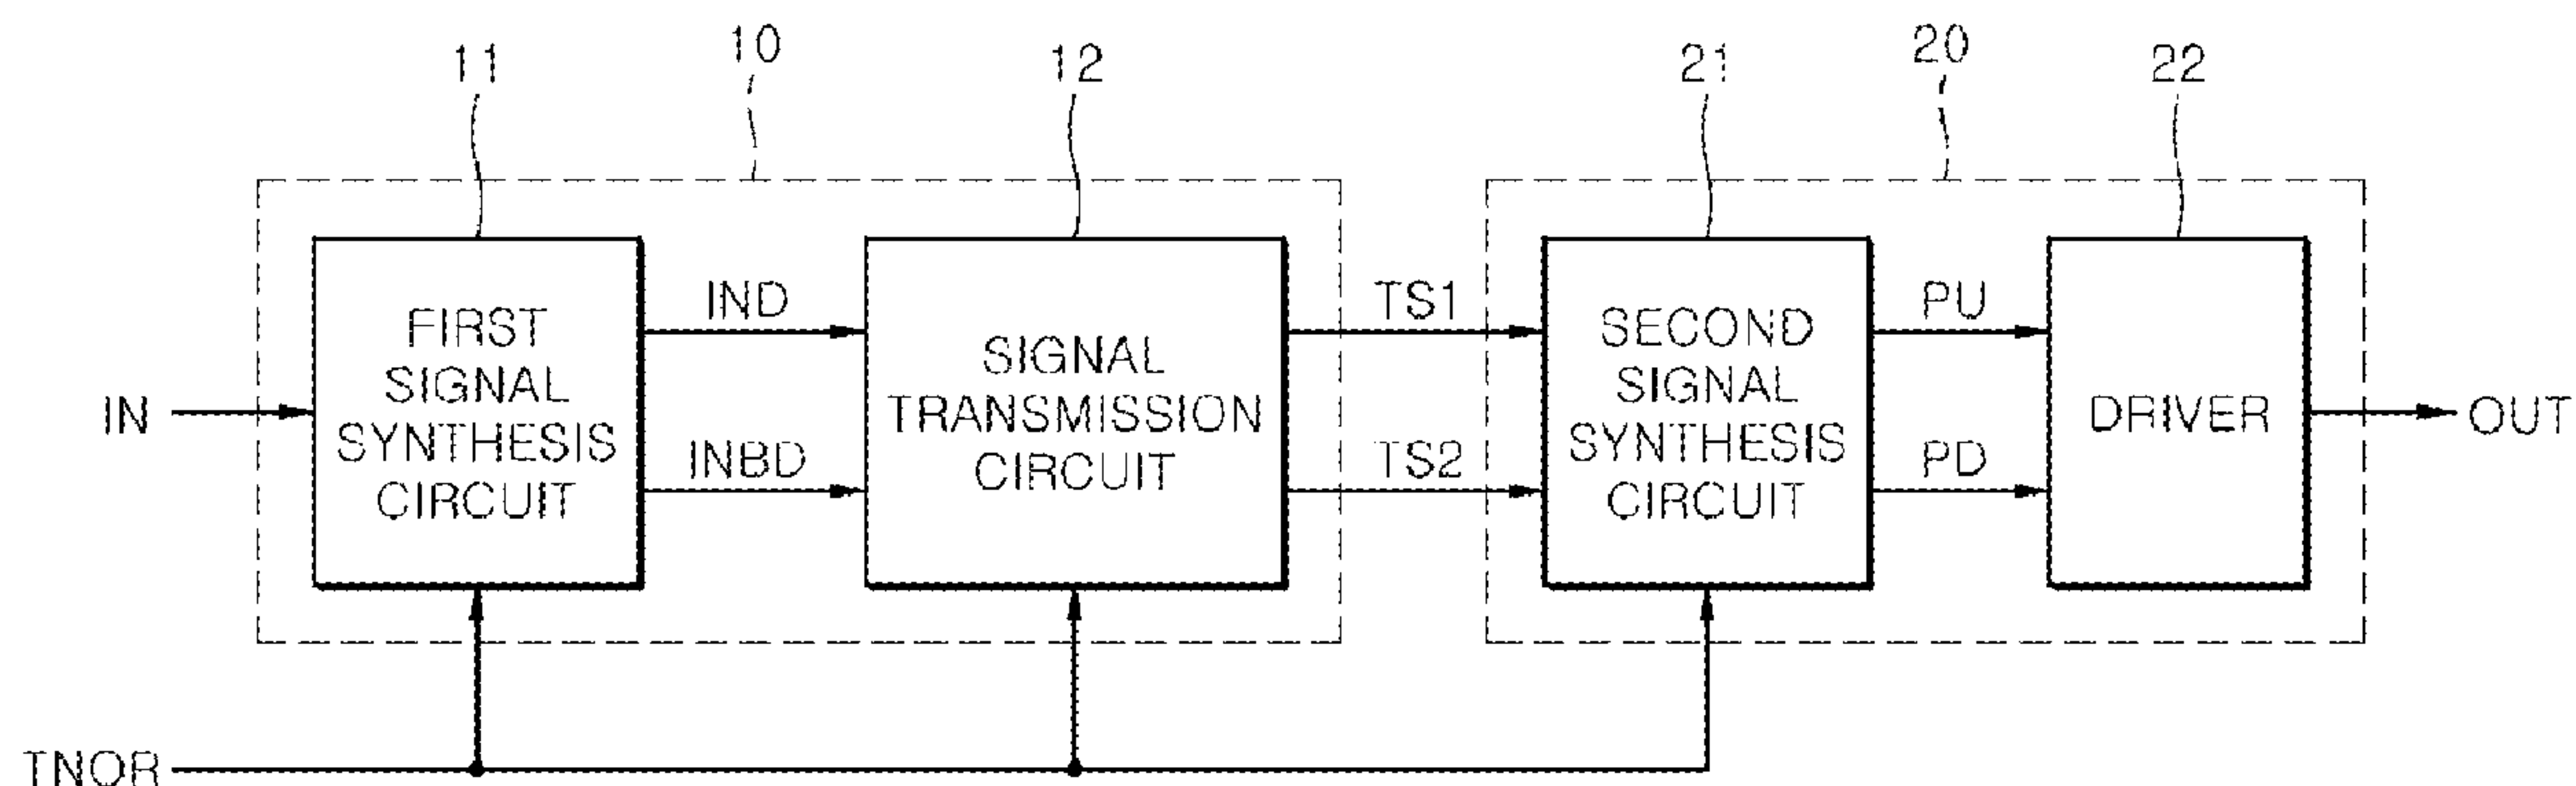 10
20
11
12
21
22
IN
FIRST
SIGNAL
SYNTHESIS
CIRCUIT
IND
INBD
SIGNAL
TRANSMISSION
CIRCUIT
TS1
TS2
SECOND
SIGNAL
SYNTHESIS
CIRCUIT
PU
PD
DRIVER
OUT
TNOR